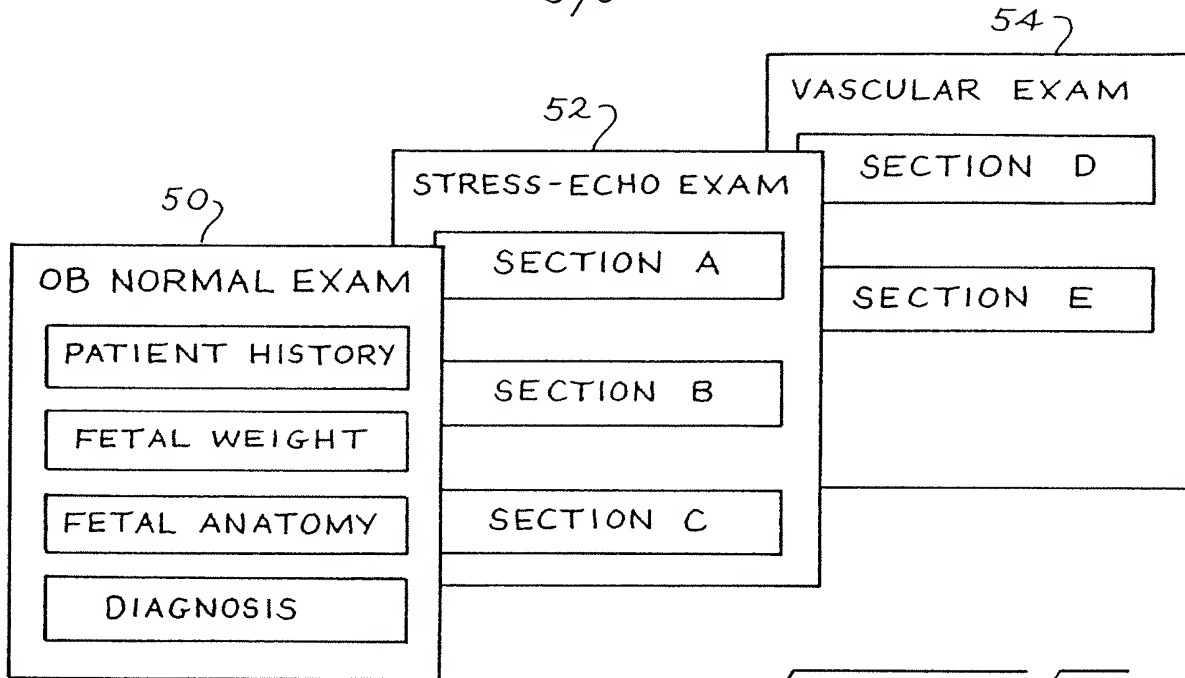 54
VASCULAR EXAM
SECTION D
SECTION E
52
STRESS-ECHO EXAM
SECTION A
SECTION B
SECTION C
50
OB NORMAL EXAM
PATIENT HISTORY
FETAL WEIGHT
FETAL ANATOMY
DIAGNOSIS